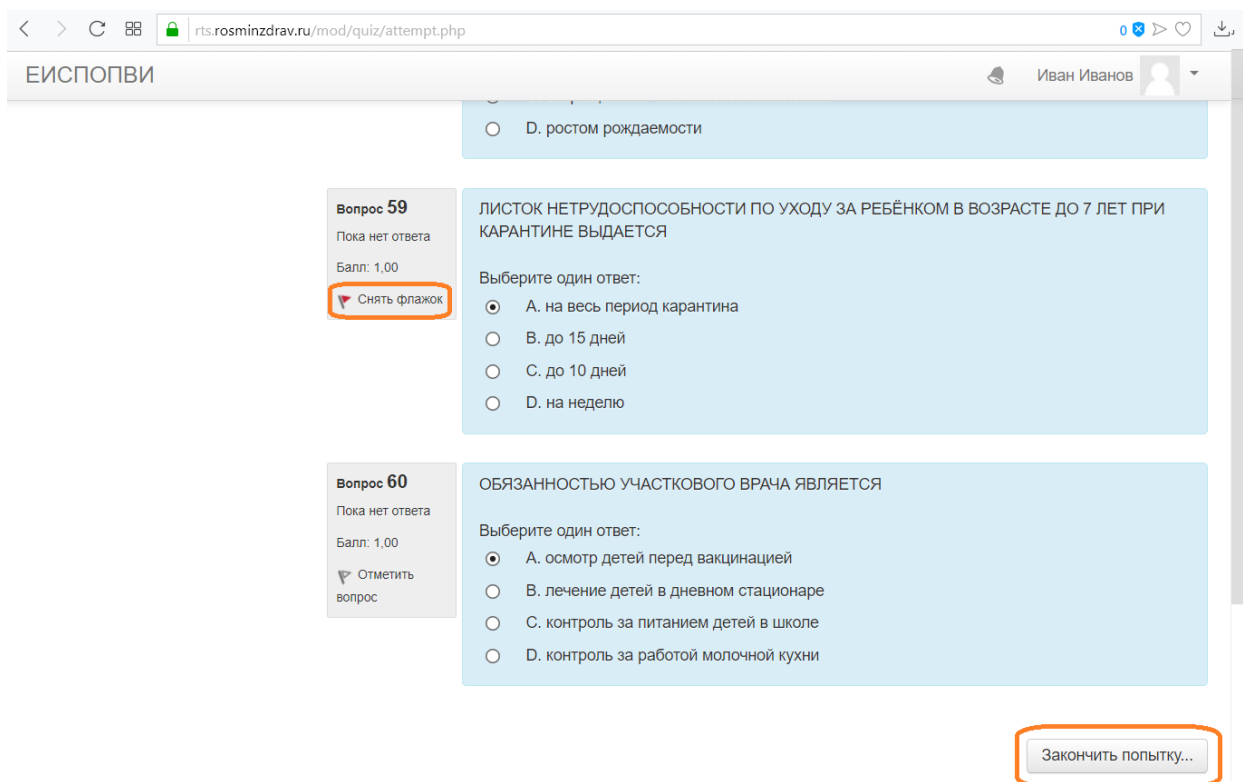 rts.rosminzdrav.ru/mod/quiz/attempt.php
0
ЕИСПОПВИ
Иван Иванов
D. ростом рождаемости
Вопрос 59
Пока нет ответа
Балл: 1,00
Снять флажок
ЛИСТОК НЕТРУДОСПОСОБНОСТИ ПО УХОДУ ЗА РЕБЁНКОМ В ВОЗРАСТЕ ДО 7 ЛЕТ ПРИ
КАРАНТИНЕ ВЫДАЕТСЯ
Выберите один ответ:
A. на весь период карантина
B. до 15 дней
C. до 10 дней
D. на неделю
Вопрос 60
Пока нет ответа
Балл: 1,00
Отметить
вопрос
ОБЯЗАННОСТЬЮ УЧАСТКОВОГО ВРАЧА ЯВЛЯЕТСЯ
Выберите один ответ:
A. осмотр детей перед вакцинацией
B. лечение детей в дневном стационаре
C. контроль за питанием детей в школе
D. контроль за работой молочной кухни
Закончить попытку...